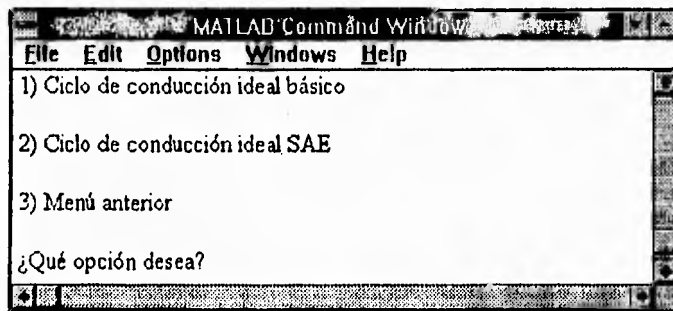 MATLAB Command Window
File Edit Options Windows Help
1) Ciclo de conducción ideal básico
2) Ciclo de conducción ideal SAE
3) Menú anterior
¿Qué opción desea?